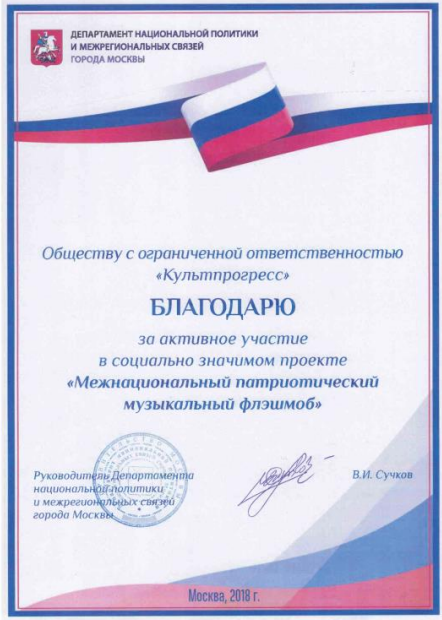 ДЕПАРТАМЕНТ НАЦИОНАЛЬНОЙ ПОЛИТИКИ
И МЕЖРЕГИОНАЛЬНЫХ СВЯЗЕЙ
ГОРОДА МОСКВЫ
Обществу с ограниченной ответственностью
«Культпрогресс»
БЛАГОДАРЮ
за активное участие
в социально значимом проекте
«Межнациональный патриотический
музыкальный флэшмоб»
Руководитель Департамента
национальной политики
и межрегиональных связей
города Москвы
В.И. Сучков
Москва, 2018 г.